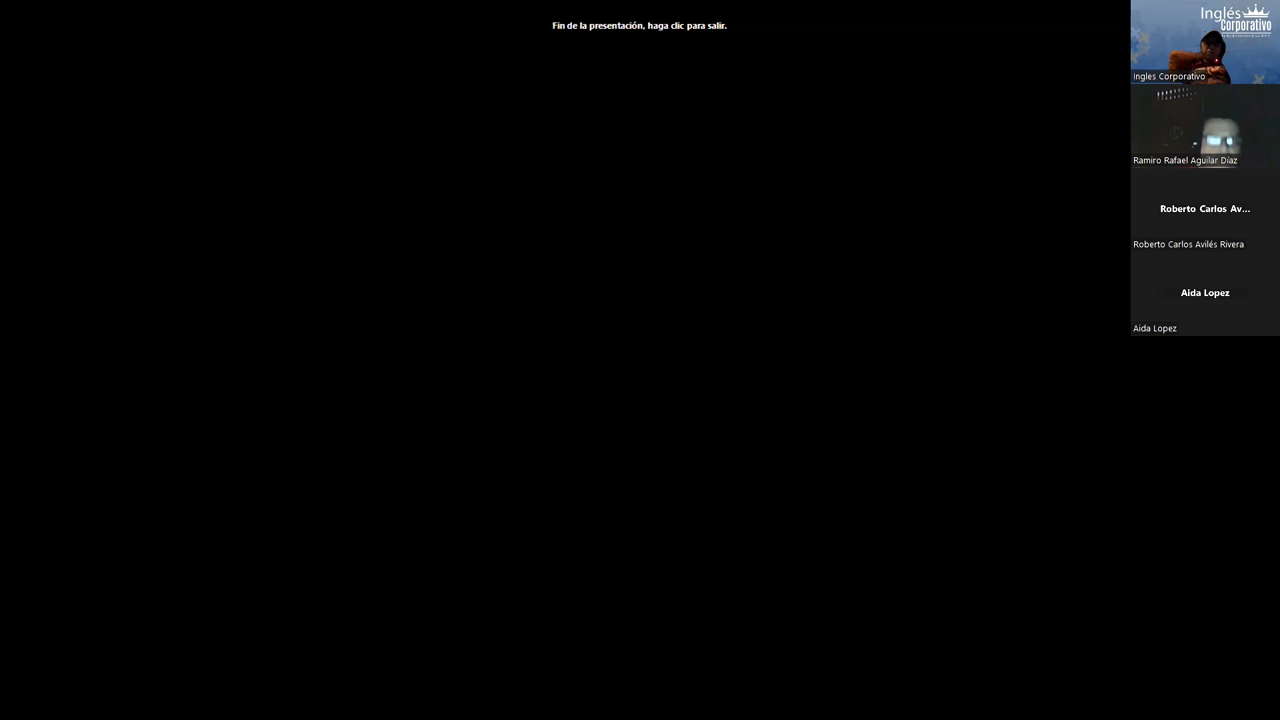 Fin de la presentación, haga clic para salir.
Inglés
Corporativo
Ingles Corporativo
Ramiro Rafael Aguilar Díaz
Roberto Carlos Av...
Roberto Carlos Avilés Rivera
Aida Lopez
Aida Lopez